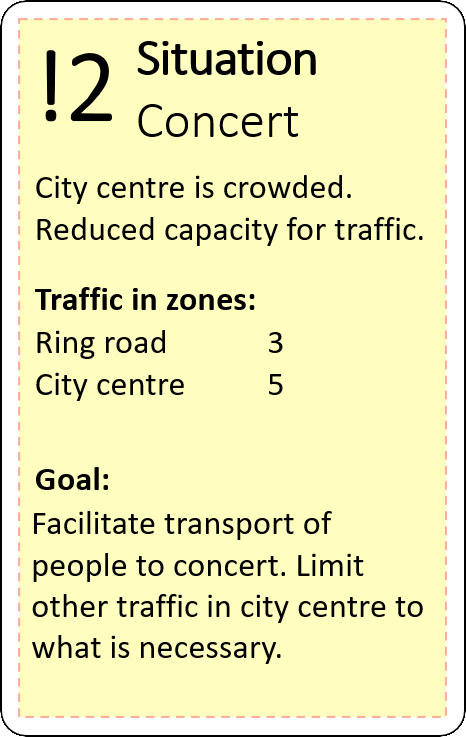 !2 Situation
Concert
City centre is crowded.
Reduced capacity for traffic.
Traffic in zones:
Ring road 3
City centre 5
Goal:
Facilitate transport of
people to concert. Limit
other traffic in city centre to
what is necessary.